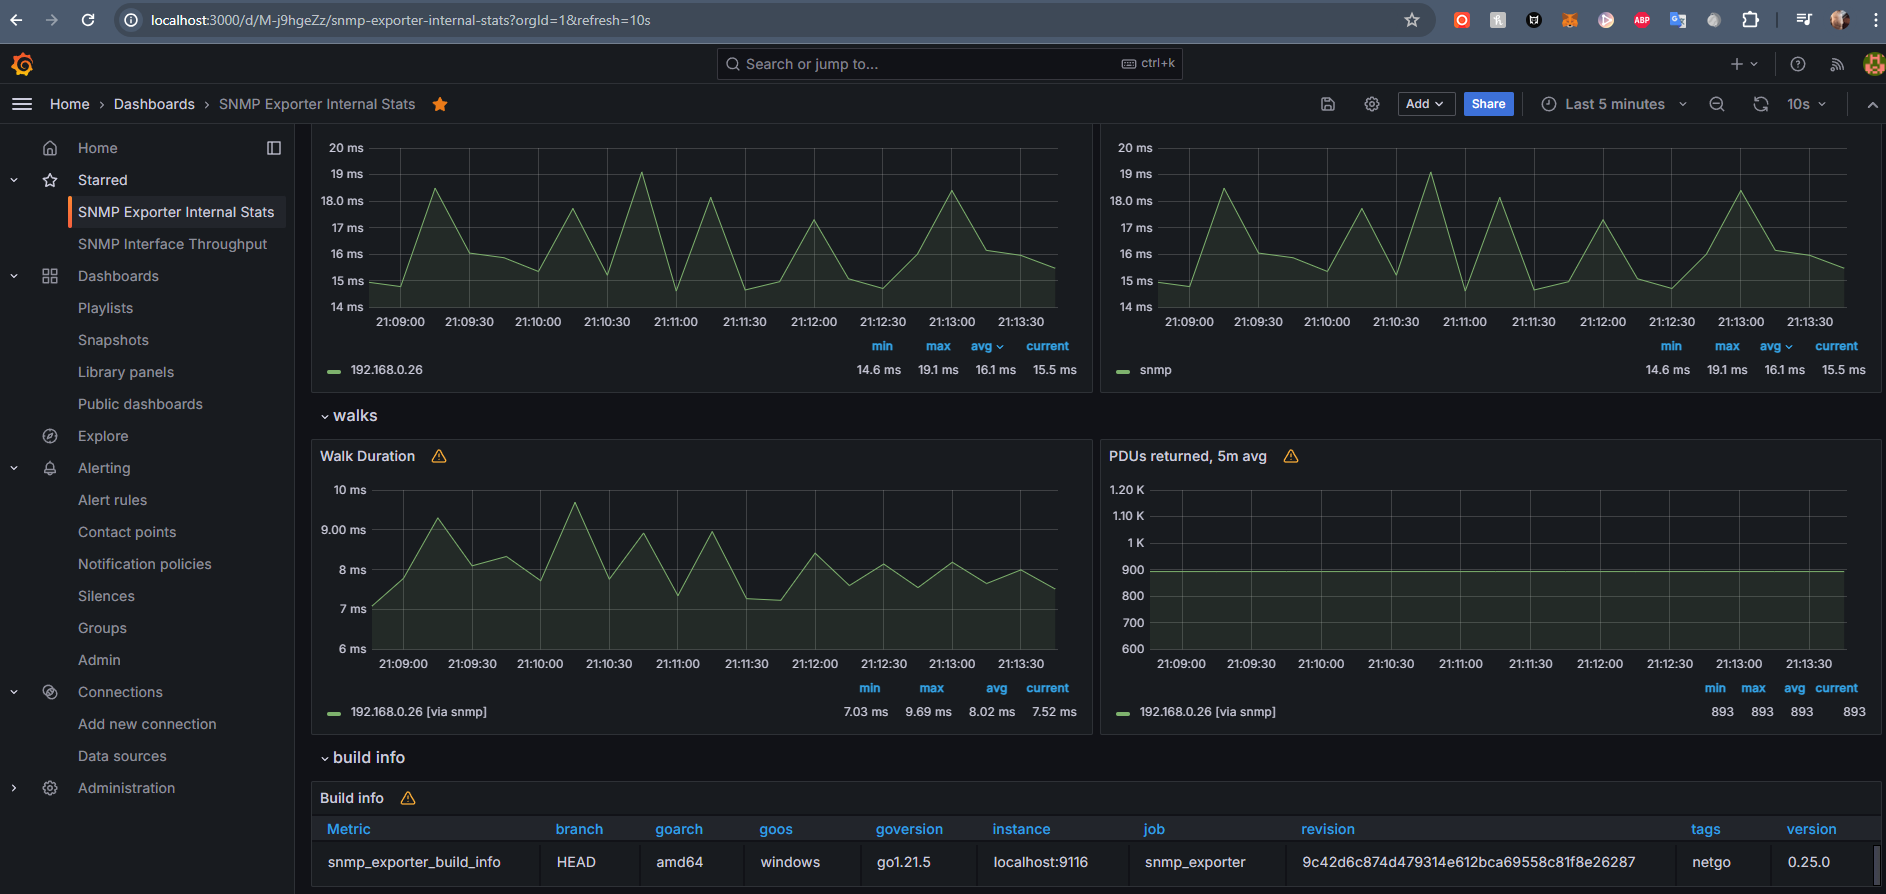 localhost:3000/d/M-j9hgeZz/snmp-exporter-internal-stats?orgId=1&refresh=10s
ABP
Search or jump to...
ctrl+k
Home › Dashboards › SNMP Exporter Internal Stats
Add
Share
Last 5 minutes
10s
Home
Starred
SNMP Exporter Internal Stats
SNMP Interface Throughput
Dashboards
Playlists
Snapshots
Library panels
Public dashboards
Explore
Alerting
Alert rules
Contact points
Notification policies
Silences
Groups
Admin
Connections
Add new connection
Data sources
Administration
20 ms
19 ms
18.0 ms
17 ms
16 ms
15 ms
14 ms
21:09:00 21:09:30 21:10:00 21:10:30 21:11:00 21:11:30 21:12:00 21:12:30 21:13:00 21:13:30
min max avg current
192.168.0.26 14.6 ms 19.1 ms 16.1 ms 15.5 ms
20 ms
19 ms
18.0 ms
17 ms
16 ms
15 ms
14 ms
21:09:00 21:09:30 21:10:00 21:10:30 21:11:00 21:11:30 21:12:00 21:12:30 21:13:00 21:13:30
min max avg current
snmp 14.6 ms 19.1 ms 16.1 ms 15.5 ms
walks
Walk Duration
10 ms
9.00 ms
8 ms
7 ms
6 ms
21:09:00 21:09:30 21:10:00 21:10:30 21:11:00 21:11:30 21:12:00 21:12:30 21:13:00 21:13:30
min max avg current
192.168.0.26 [via snmp] 7.03 ms 9.69 ms 8.02 ms 7.52 ms
PDUs returned, 5m avg
1.20 K
1.10 K
1 K
900
800
700
600
21:09:00 21:09:30 21:10:00 21:10:30 21:11:00 21:11:30 21:12:00 21:12:30 21:13:00 21:13:30
min max avg current
192.168.0.26 [via snmp] 893 893 893 893
build info
Build info
Metric branch goarch goos goversion instance job revision tags version
snmp_exporter_build_info HEAD amd64 windows go1.21.5 localhost:9116 snmp_exporter 9c42d6c874d479314e612bca69558c81f8e26287 netgo 0.25.0